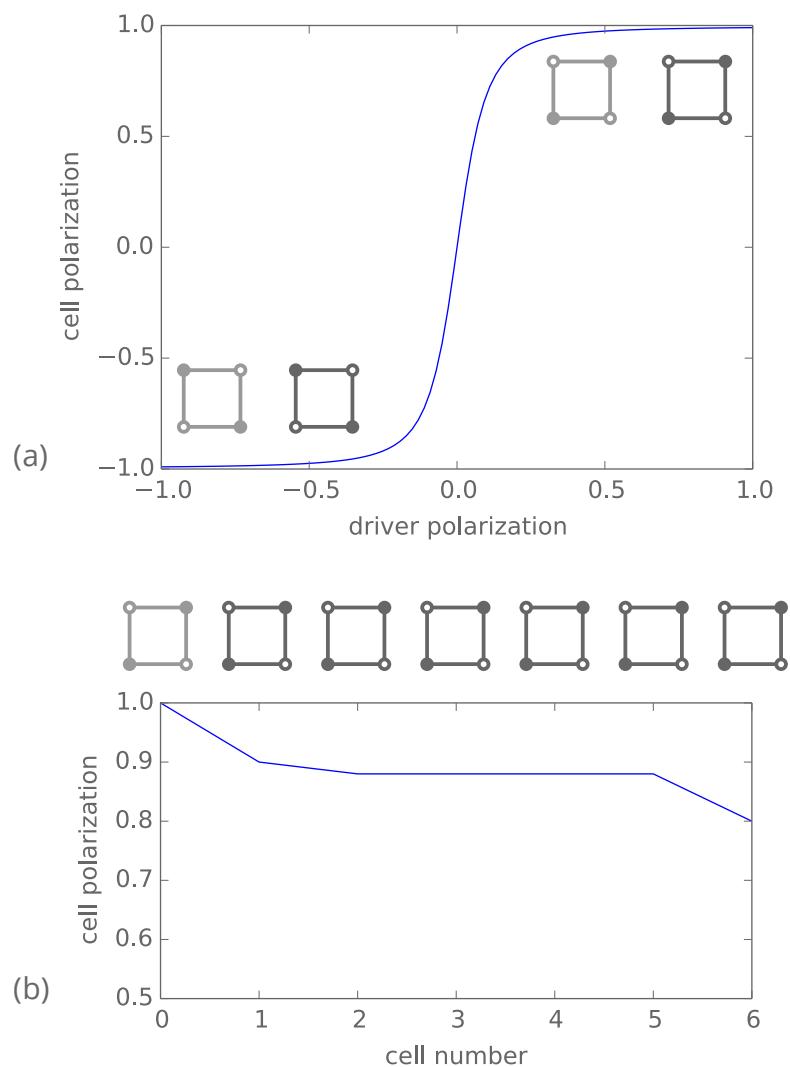 1.0
0.5
0.0
−0.5
−1.0
cell polarization
(a)
−1.0 −0.5 0.0 0.5 1.0
driver polarization
1.0
0.9
0.8
0.7
0.6
0.5
cell polarization
(b)
0 1 2 3 4 5 6
cell number